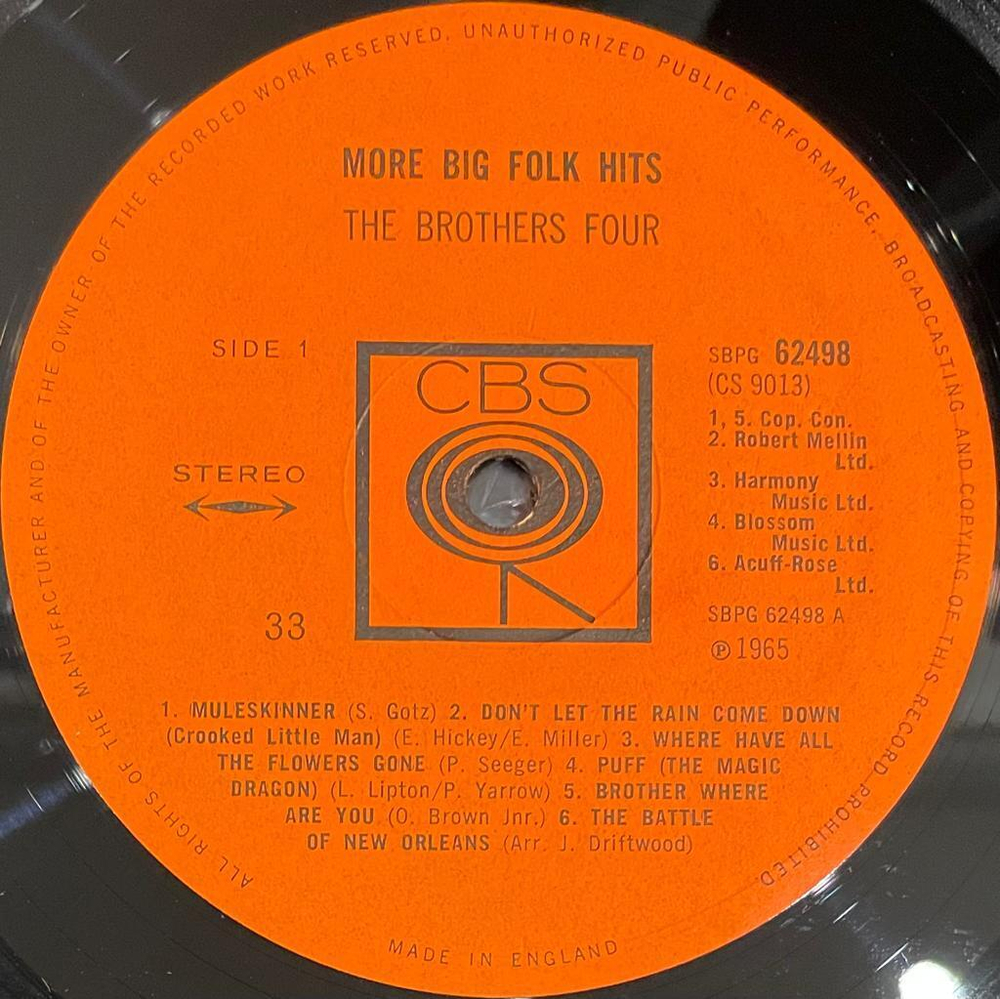 ALL RIGHTS OF THE MANUFACTURER AND OF THE OWNER OF THE RECORDED WORK RESERVED. UNAUTHORIZED PUBLIC PERFORMANCE, BROADCASTING AND COPYING OF THIS RECORD PROHIBITED
MORE BIG FOLK HITS
THE BROTHERS FOUR
SIDE 1
STEREO
33
CBS
SBPG 62498
(CS 9013)
1, 5. Cop. Con.
2. Robert Mellin
Ltd.
3. Harmony
Music Ltd.
4. Blossom
Music Ltd.
6. Acuff-Rose
Ltd.
SBPG 62498 A
℗ 1965
1. MULESKINNER (S. Gotz) 2. DON'T LET THE RAIN COME DOWN
(Crooked Little Man) (E. Hickey/E. Miller) 3. WHERE HAVE ALL
THE FLOWERS GONE (P. Seeger) 4. PUFF (THE MAGIC
DRAGON) (L. Lipton/P. Yarrow) 5. BROTHER WHERE
ARE YOU (O. Brown Jnr.) 6. THE BATTLE
OF NEW ORLEANS (Arr. J. Driftwood)
MADE IN ENGLAND